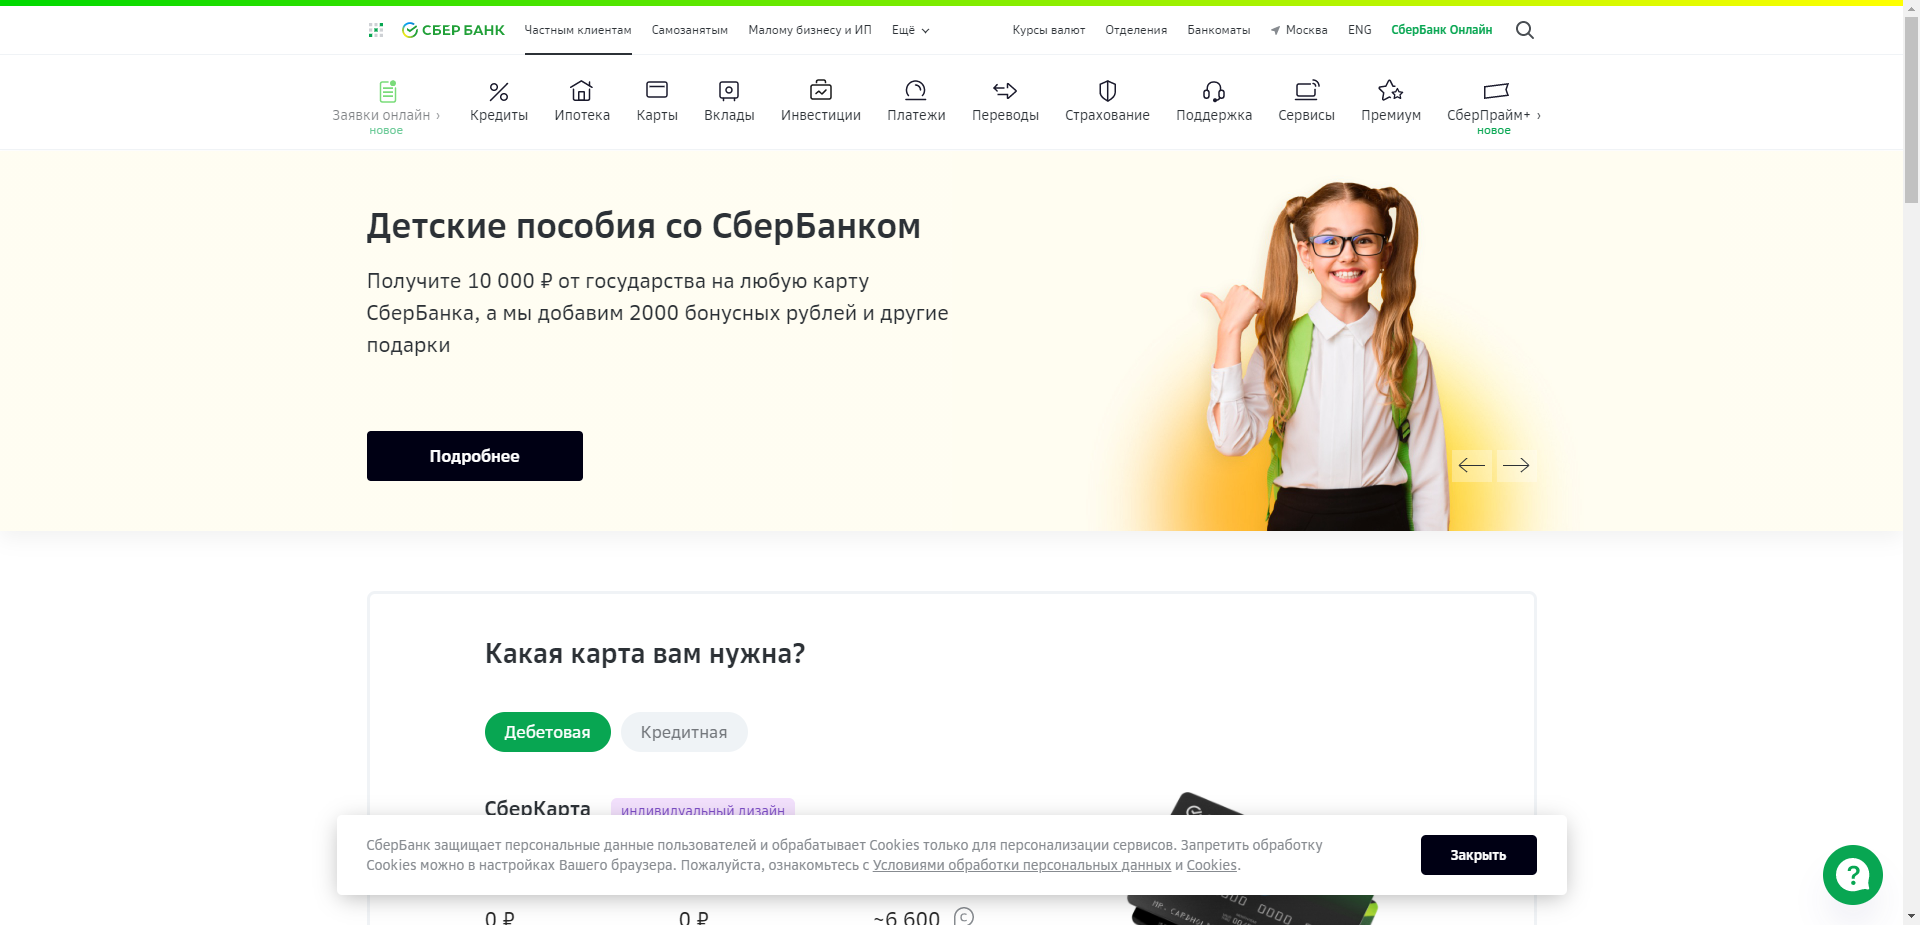 СБЕР БАНК
Частным клиентам
Самозанятым
Малому бизнесу и ИП
Ещё
Курсы валют
Отделения
Банкоматы
Москва
ENG
СберБанк Онлайн
Заявки онлайн ›
новое
Кредиты
Ипотека
Карты
Вклады
Инвестиции
Платежи
Переводы
Страхование
Поддержка
Сервисы
Премиум
СберПрайм+ ›
новое
Детские пособия со СберБанком
Получите 10 000 ₽ от государства на любую карту
СберБанка, а мы добавим 2000 бонусных рублей и другие
подарки
Подробнее
Какая карта вам нужна?
Дебетовая
Кредитная
СберКарта
индивидуальный дизайн
СберБанк защищает персональные данные пользователей и обрабатывает Cookies только для персонализации сервисов. Запретить обработку
Cookies можно в настройках Вашего браузера. Пожалуйста, ознакомьтесь с Условиями обработки персональных данных и Cookies.
Закрыть
?
0 ₽
0 ₽
~6 600
C